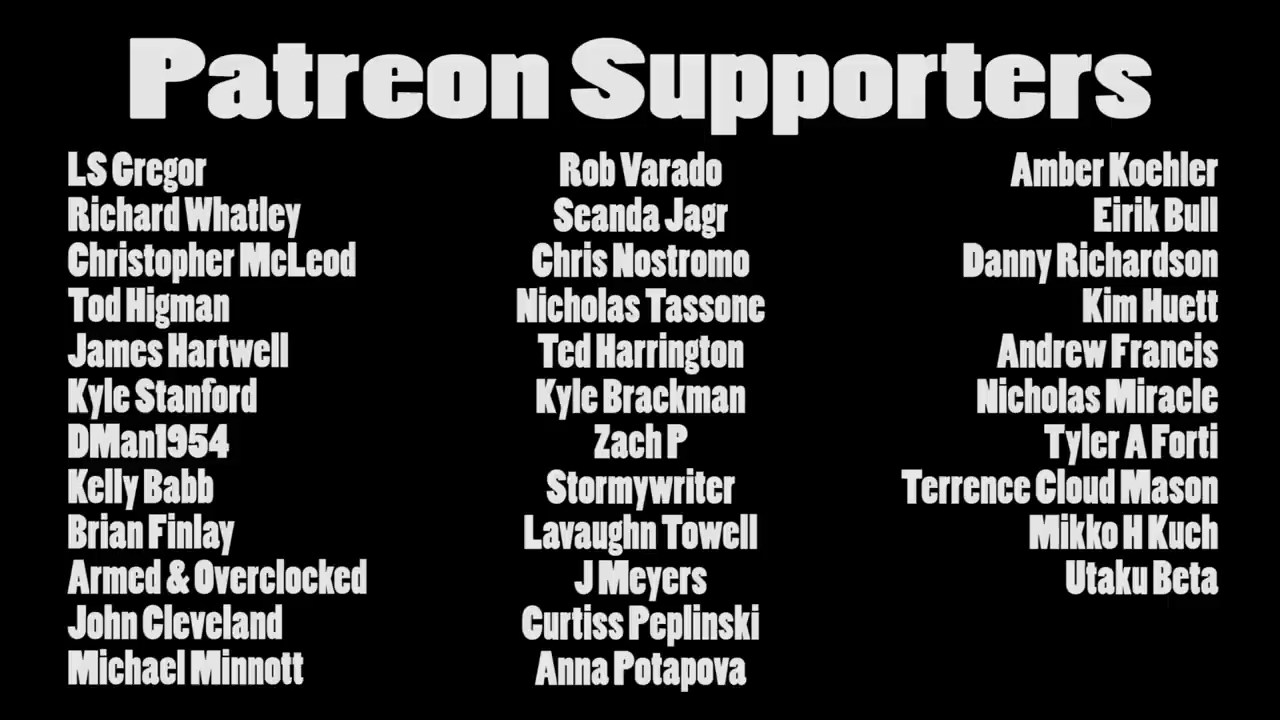 Patreon Supporters
LS Gregor
Richard Whatley
Christopher McLeod
Tod Higman
James Hartwell
Kyle Stanford
DMan1954
Kelly Babb
Brian Finlay
Armed & Overclocked
John Cleveland
Michael Minnott
Rob Varado
Seanda Jagr
Chris Nostromo
Nicholas Tassone
Ted Harrington
Kyle Brackman
Zach P
Stormywriter
Lavaughn Towell
J Meyers
Curtiss Peplinski
Anna Potapova
Amber Koehler
Eirik Bull
Danny Richardson
Kim Huett
Andrew Francis
Nicholas Miracle
Tyler A Forti
Terrence Cloud Mason
Mikko H Kuch
Utaku Beta